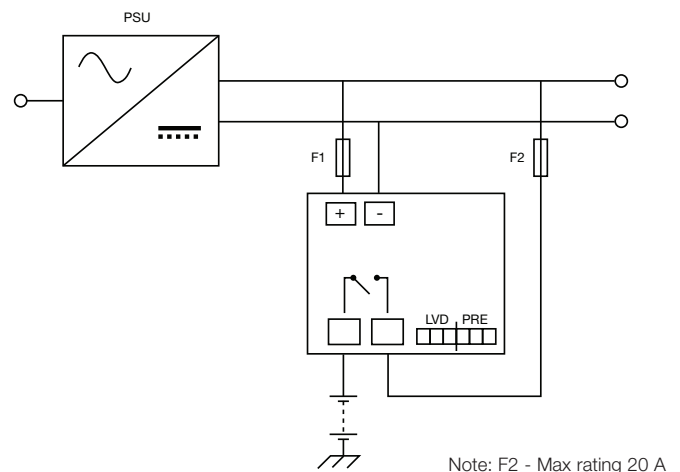 PSU
F1
F2
+ -
LVD PRE
Note: F2 - Max rating 20 A